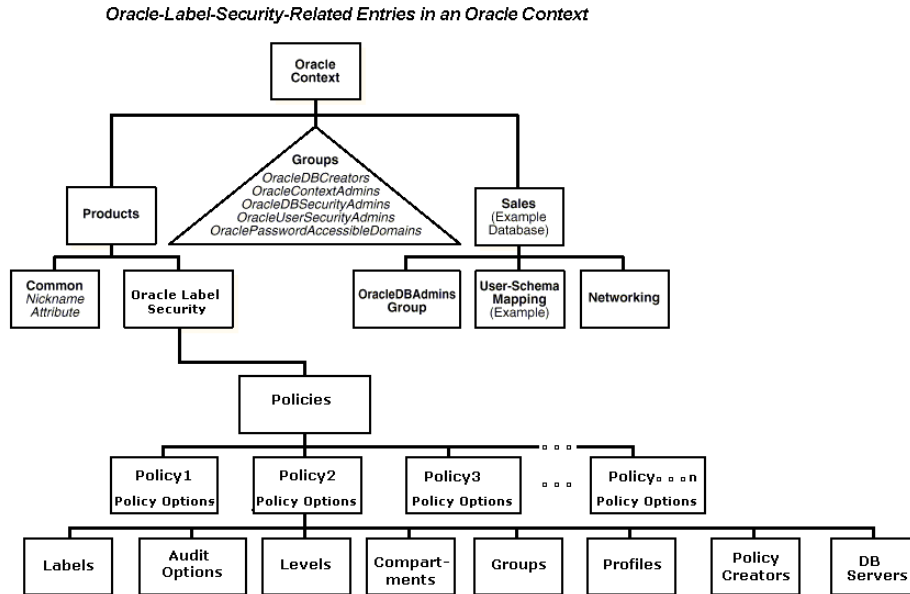 Oracle-Label-Security-Related Entries in an Oracle Context
Oracle
Context
Groups
OracleDBCreators
OracleContextAdmins
OracleDBSecurityAdmins
OracleUserSecurityAdmins
OraclePasswordAccessibleDomains
Products
Sales
(Example
Database)
Common
Nickname
Attribute
Oracle Label
Security
OracleDBAdmins
Group
User-Schema
Mapping
(Example)
Networking
Policies
Policy1
Policy Options
Policy2
Policy Options
Policy3
Policy Options
Policy...n
Policy Options
Labels
Audit
Options
Levels
Compart-
ments
Groups
Profiles
Policy
Creators
DB
Servers